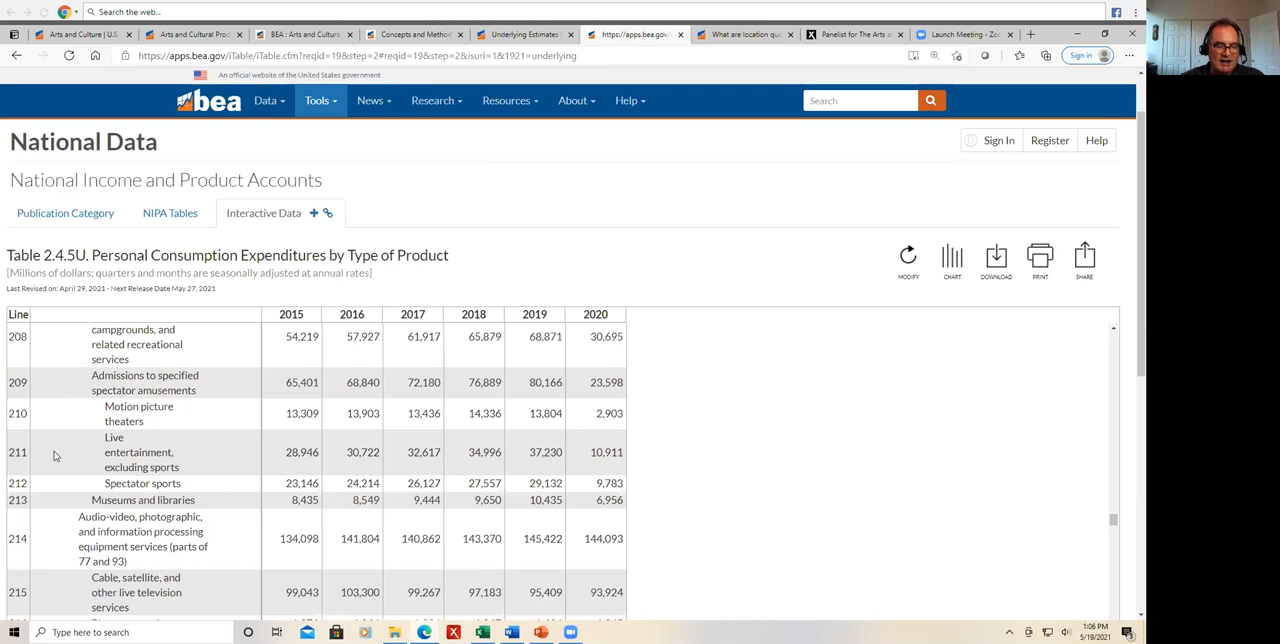 Search the web...
Arts and Culture | U.S.
Arts and Cultural Prod
BEA : Arts and Cultura
Concepts and Method
Underlying Estimates
https://apps.bea.gov/i
What are location quo
Panelist for The Arts a
Launch Meeting - Zoo
https://apps.bea.gov/iTable/iTable.cfm?reqid=19&step=2#reqid=19&step=2&isuri=1&1921=underlying
Sign in
An official website of the United States government
bea
Data
Tools
News
Research
Resources
About
Help
Search
National Data
Sign In
Register
Help
National Income and Product Accounts
Publication Category
NIPA Tables
Interactive Data
Table 2.4.5U. Personal Consumption Expenditures by Type of Product
[Millions of dollars; quarters and months are seasonally adjusted at annual rates]
Last Revised on: April 29, 2021 - Next Release Date May 27, 2021
MODIFY
CHART
DOWNLOAD
PRINT
SHARE
Line 2015 2016 2017 2018 2019 2020
campgrounds, and
208 related recreational 54,219 57,927 61,917 65,879 68,871 30,695
services
209 Admissions to specified 65,401 68,840 72,180 76,889 80,166 23,598
spectator amusements
210 Motion picture 13,309 13,903 13,436 14,336 13,804 2,903
theaters
Live
211 entertainment, 28,946 30,722 32,617 34,996 37,230 10,911
excluding sports
212 Spectator sports 23,146 24,214 26,127 27,557 29,132 9,783
213 Museums and libraries 8,435 8,549 9,444 9,650 10,435 6,956
Audio-video, photographic,
214 and information processing 134,098 141,804 140,862 143,370 145,422 144,093
equipment services (parts of
77 and 93)
Cable, satellite, and
215 other live television 99,043 103,300 99,267 97,183 95,409 93,924
services
Type here to search
1:06 PM
5/19/2021